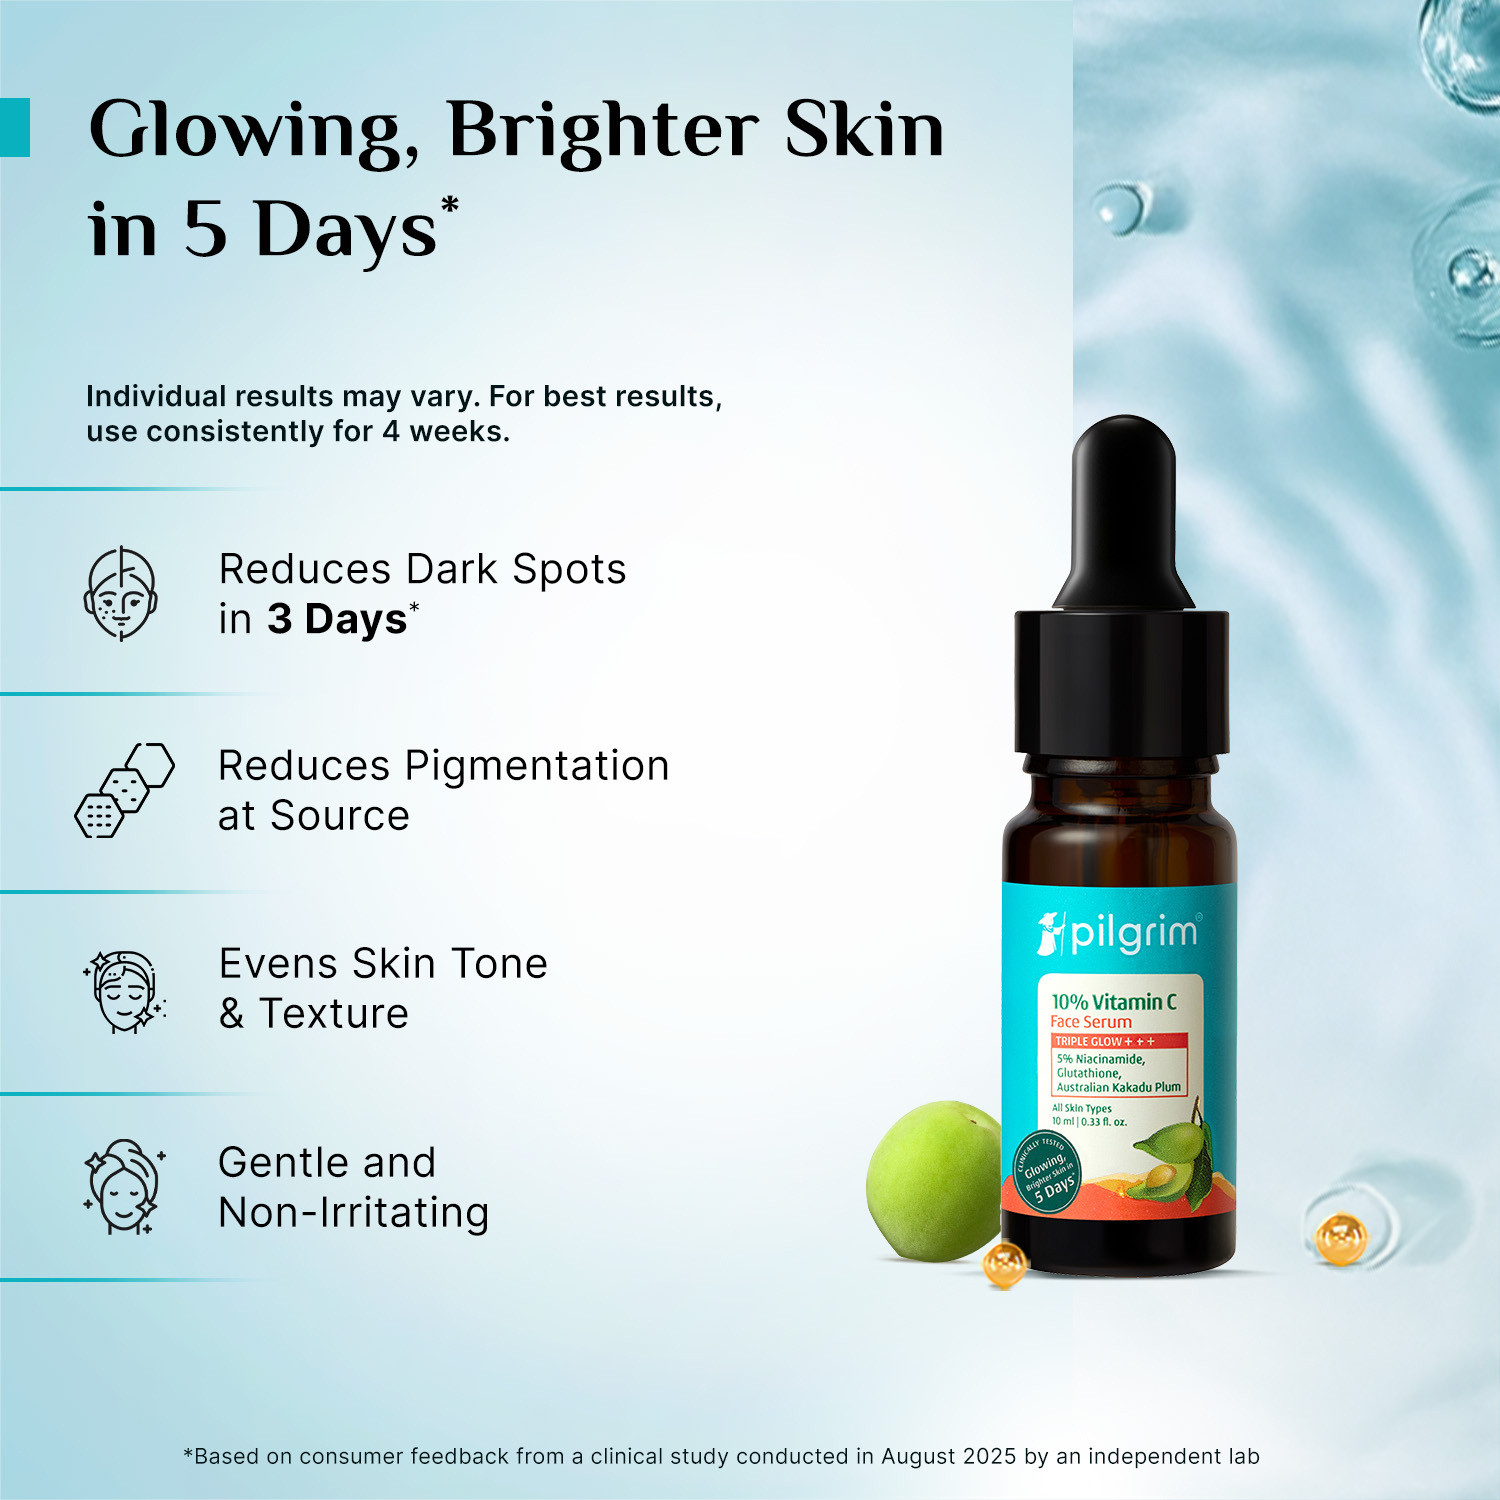 Glowing, Brighter Skin
in 5 Days*
Individual results may vary. For best results,
use consistently for 4 weeks.
Reduces Dark Spots
in 3 Days*
Reduces Pigmentation
at Source
Evens Skin Tone
& Texture
Gentle and
Non-Irritating
pilgrim®
10% Vitamin C
Face Serum
TRIPLE GLOW + + +
5% Niacinamide,
Glutathione,
Australian Kakadu Plum
All Skin Types
10 ml | 0.33 fl. oz.
CLINICALLY TESTED
Glowing,
Brighter Skin in
5 Days
*Based on consumer feedback from a clinical study conducted in August 2025 by an independent lab